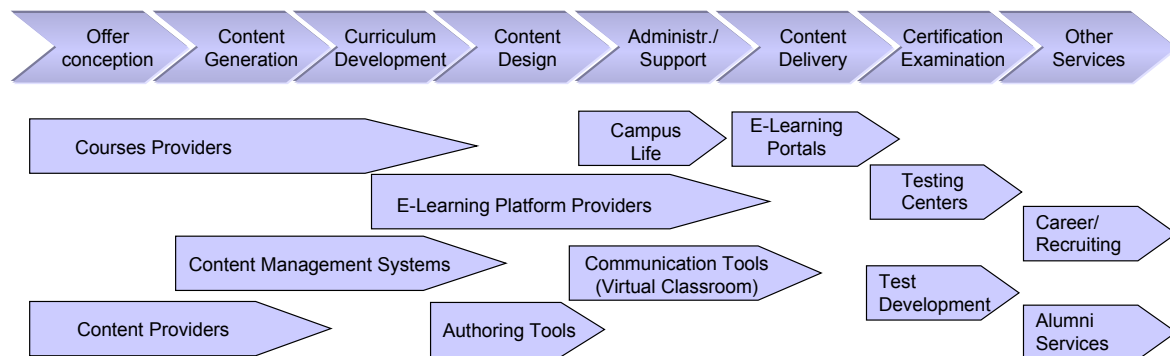 Offer
conception
Content
Generation
Curriculum
Development
Content
Design
Administr./
Support
Content
Delivery
Certification
Examination
Other
Services
Courses Providers
Campus
Life
E-Learning
Portals
E-Learning Platform Providers
Testing
Centers
Career/
Recruiting
Content Management Systems
Communication Tools
(Virtual Classroom)
Test
Development
Content Providers
Authoring Tools
Alumni
Services